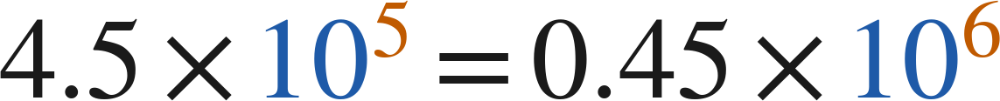 4.5 × 10⁵ = 0.45 × 10⁶